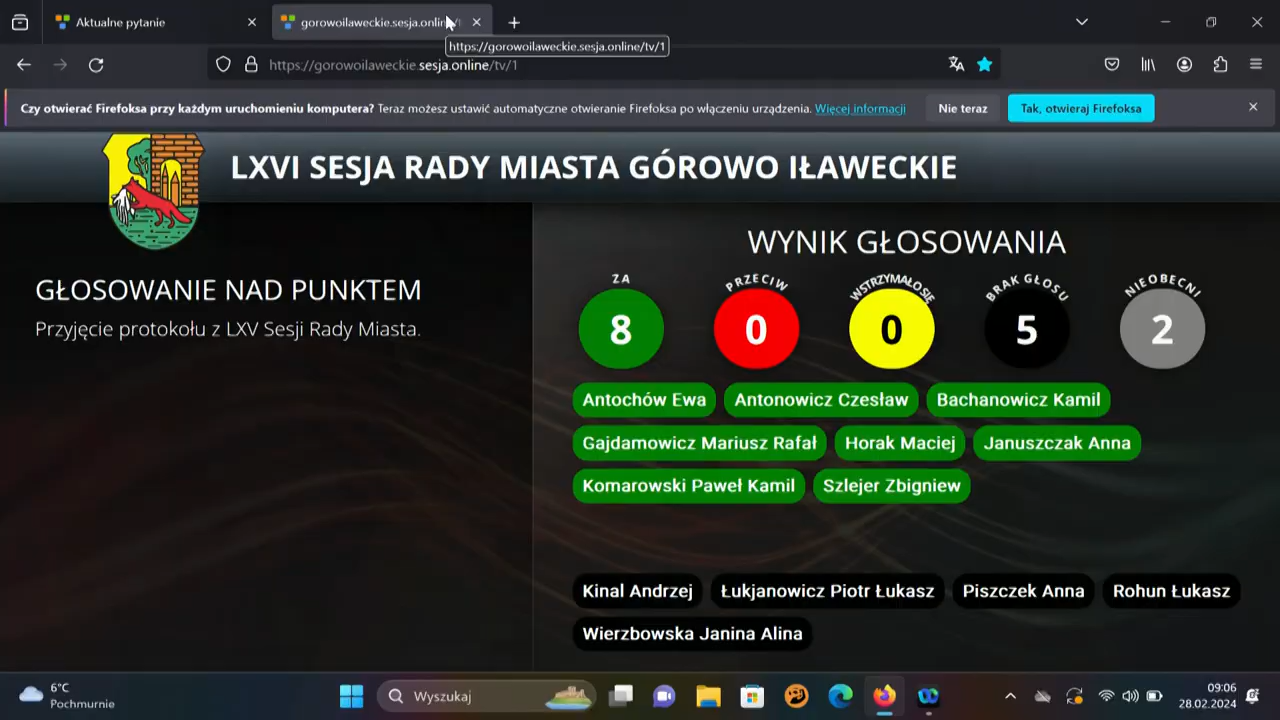 Aktualne pytanie
gorowoilaweckie.sesja.online/t
https://gorowoilaweckie.sesja.online/tv/1
https://gorowoilaweckie.sesja.online/tv/1
Czy otwierać Firefoksa przy każdym uruchomieniu komputera? Teraz możesz ustawić automatyczne otwieranie Firefoksa po włączeniu urządzenia. Więcej informacji
Nie teraz
Tak, otwieraj Firefoksa
LXVI SESJA RADY MIASTA GÓROWO IŁAWECKIE
GŁOSOWANIE NAD PUNKTEM
Przyjęcie protokołu z LXV Sesji Rady Miasta.
WYNIK GŁOSOWANIA
ZA PRZECIW WSTRZYMAŁO SIĘ BRAK GŁOSU NIEOBECNI
8 0 0 5 2
Antochów Ewa Antonowicz Czesław Bachanowicz Kamil
Gajdamowicz Mariusz Rafał Horak Maciej Januszczak Anna
Komarowski Paweł Kamil Szlejer Zbigniew
Kinal Andrzej Łukjanowicz Piotr Łukasz Piszczek Anna Rohun Łukasz
Wierzbowska Janina Alina
6°C
Pochmurnie
Wyszukaj
09:06
28.02.2024